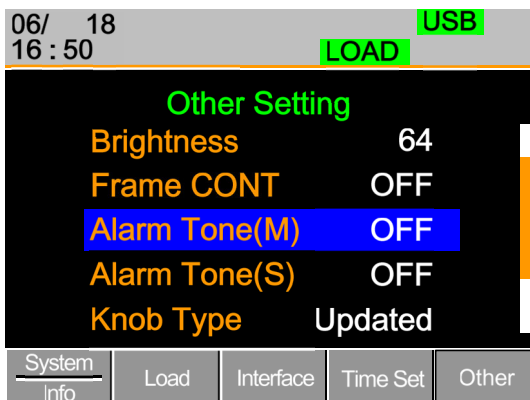 06/ 18 USB
16 : 50 LOAD
Other Setting
Brightness 64
Frame CONT OFF
Alarm Tone(M) OFF
Alarm Tone(S) OFF
Knob Type Updated
System Info Load Interface Time Set Other